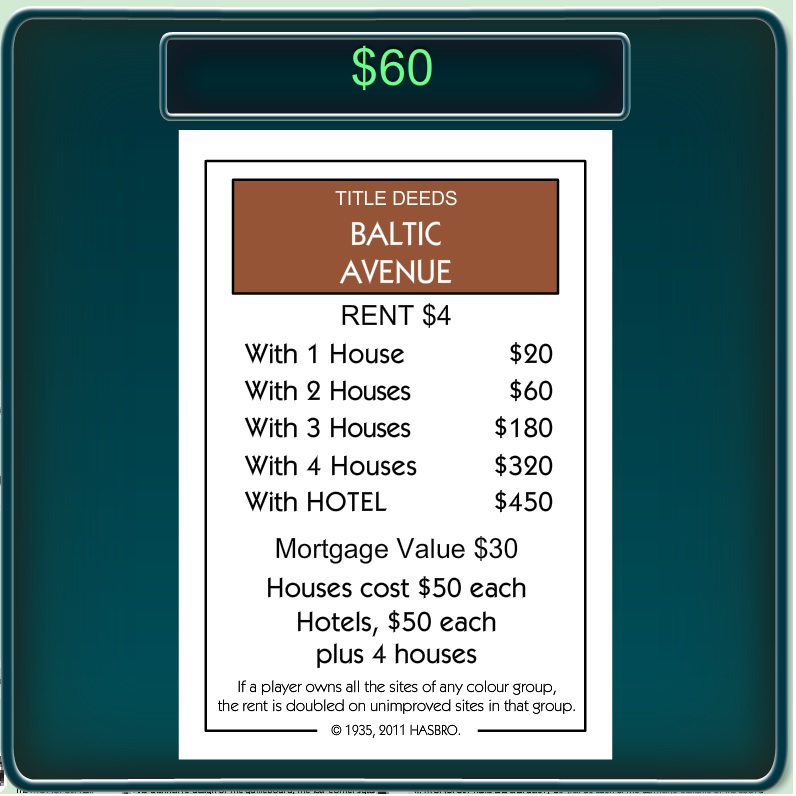 $60
TITLE DEEDS
BALTIC
AVENUE
RENT $4
With 1 House $20
With 2 Houses $60
With 3 Houses $180
With 4 Houses $320
With HOTEL $450
Mortgage Value $30
Houses cost $50 each
Hotels, $50 each
plus 4 houses
If a player owns all the sites of any colour group,
the rent is doubled on unimproved sites in that group.
© 1935, 2011 HASBRO.